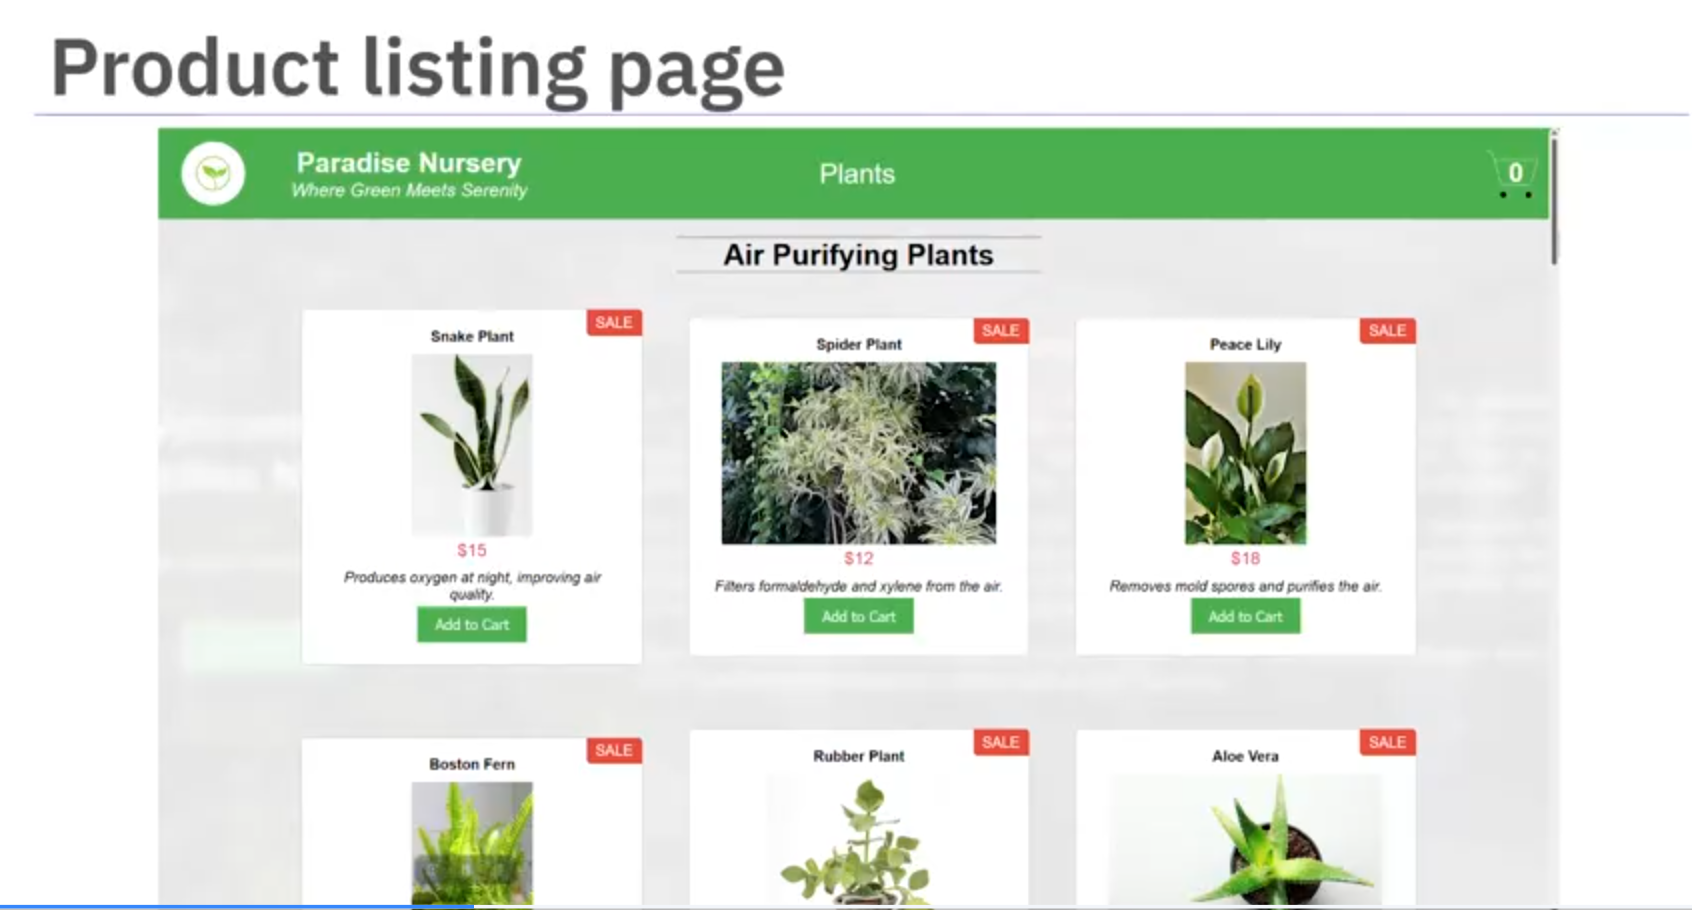 Product listing page
Paradise Nursery
Where Green Meets Serenity
Plants
0
Air Purifying Plants
SALE
Snake Plant
$15
Produces oxygen at night, improving air
quality.
Add to Cart
SALE
Spider Plant
$12
Filters formaldehyde and xylene from the air.
Add to Cart
SALE
Peace Lily
$18
Removes mold spores and purifies the air.
Add to Cart
SALE
Boston Fern
SALE
Rubber Plant
SALE
Aloe Vera